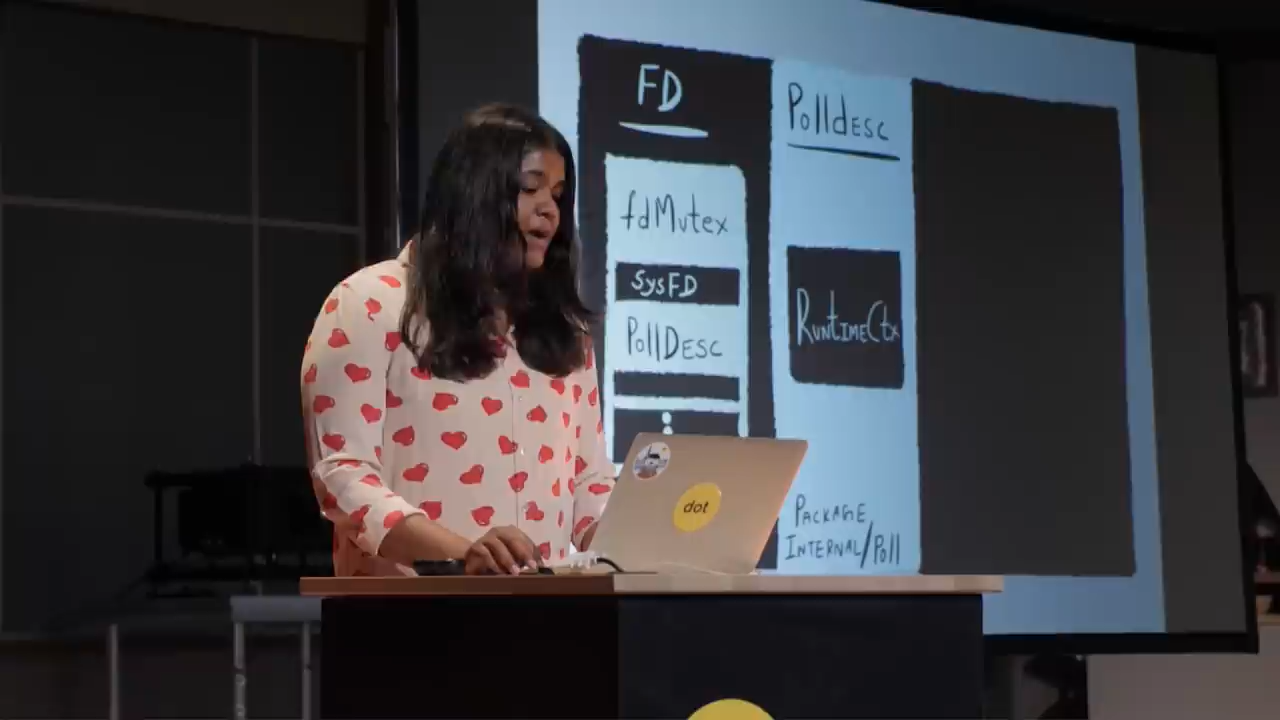 FD
fdMutex
SysFD
PollDesc
Polldesc
RuntimeCtx
Package
Internal/Poll
dot